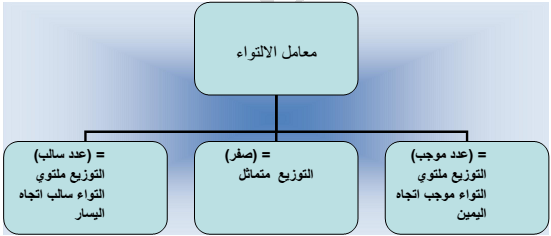 معامل الالتواء
= (عدد موجب)
التوزيع ملتوي
التواء موجب اتجاه
اليمين
= (صفر)
التوزيع متماثل
= (عدد سالب)
التوزيع ملتوي
التواء سالب اتجاه
اليسار